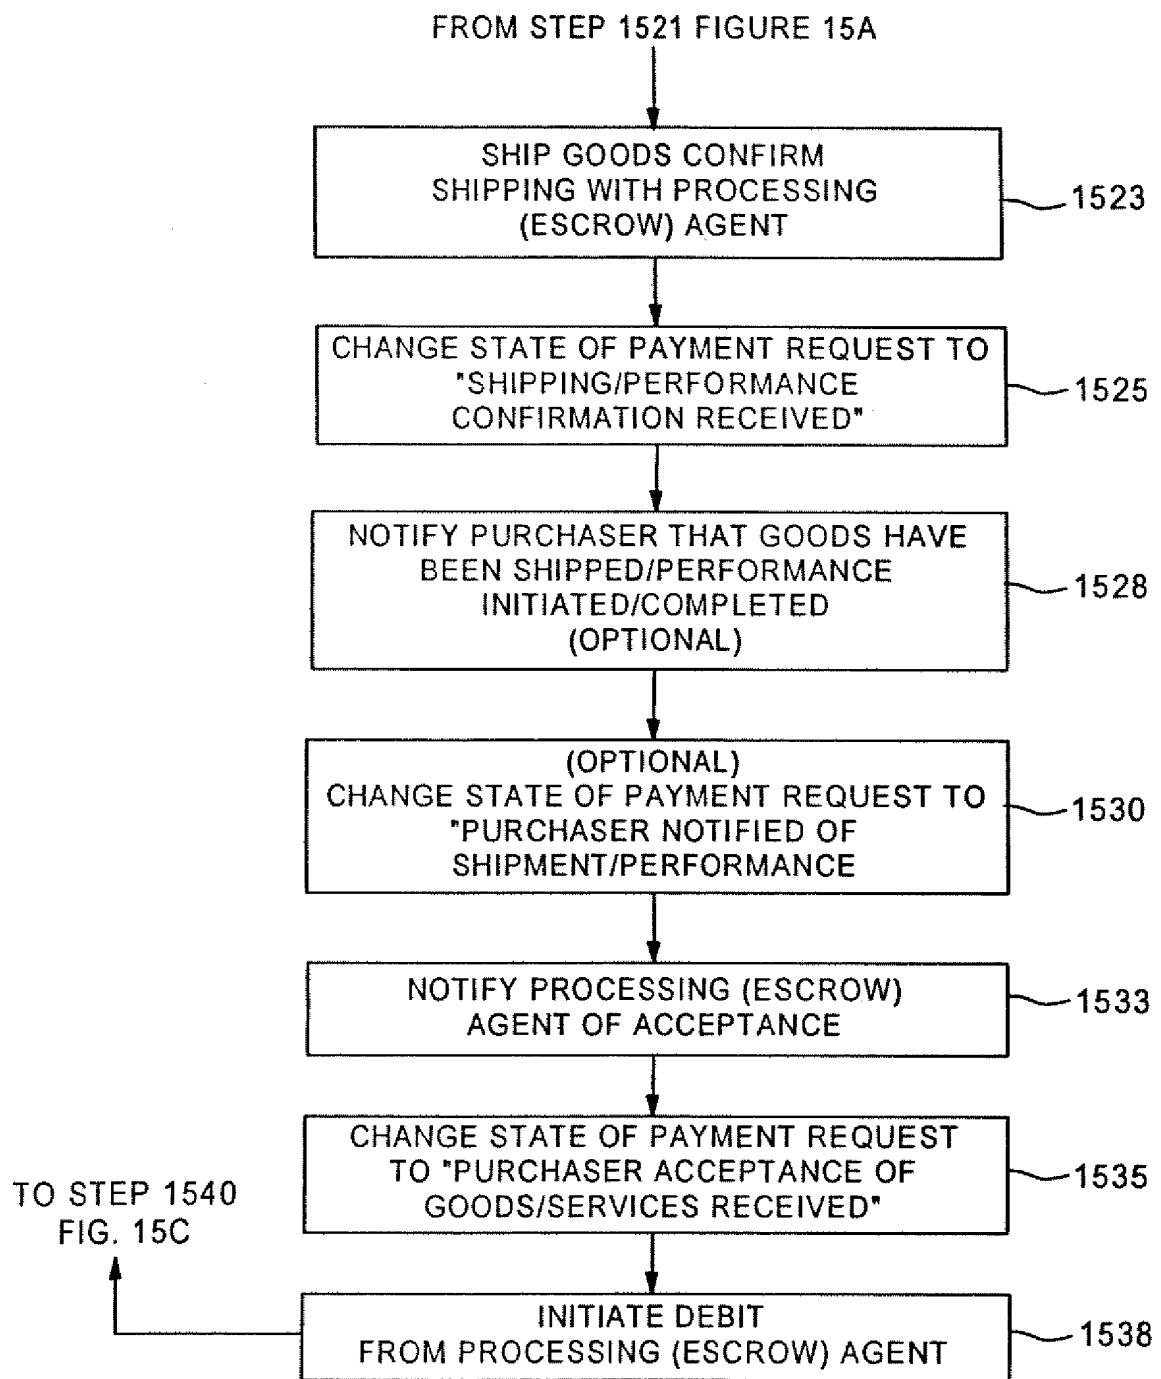 FROM STEP 1521 FIGURE 15A
SHIP GOODS CONFIRM
SHIPPING WITH PROCESSING
(ESCROW) AGENT
1523
CHANGE STATE OF PAYMENT REQUEST TO
"SHIPPING/PERFORMANCE
CONFIRMATION RECEIVED"
1525
NOTIFY PURCHASER THAT GOODS HAVE
BEEN SHIPPED/PERFORMANCE
INITIATED/COMPLETED
(OPTIONAL)
1528
(OPTIONAL)
CHANGE STATE OF PAYMENT REQUEST TO
"PURCHASER NOTIFIED OF
SHIPMENT/PERFORMANCE
1530
NOTIFY PROCESSING (ESCROW)
AGENT OF ACCEPTANCE
1533
CHANGE STATE OF PAYMENT REQUEST
TO "PURCHASER ACCEPTANCE OF
GOODS/SERVICES RECEIVED"
1535
TO STEP 1540
FIG. 15C
INITIATE DEBIT
FROM PROCESSING (ESCROW) AGENT
1538